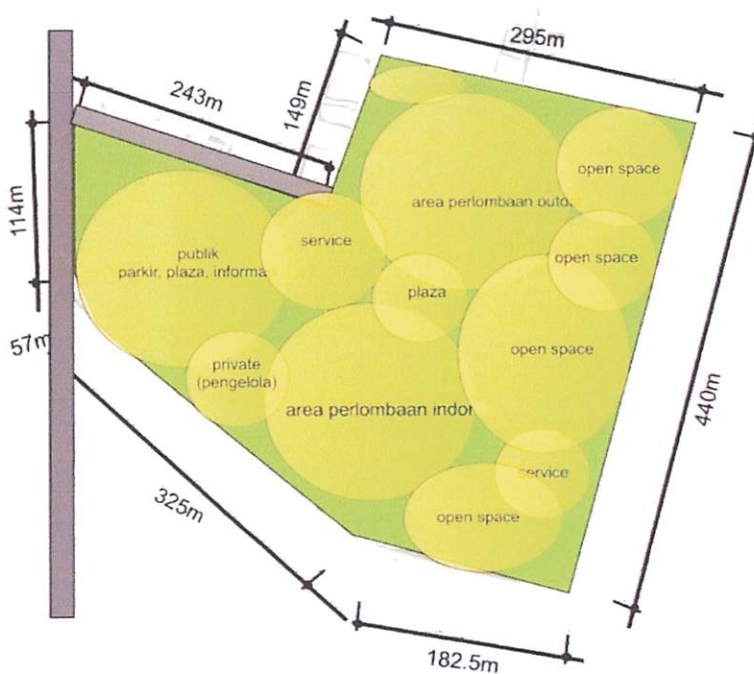 295m
243m
149m
114m
57m
325m
182.5m
440m
open space
area perlombaan outo
service
publik
parkir, plaza, informa
open space
plaza
open space
private
(pengelola)
area perlombaan indor
service
open space